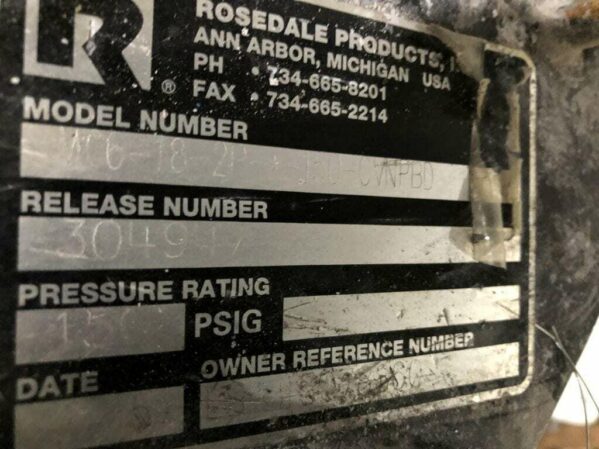 R ®
ROSEDALE PRODUCTS,
ANN ARBOR, MICHIGAN USA
PH • 734-665-8201
FAX • 734-665-2214
MODEL NUMBER
RELEASE NUMBER
PRESSURE RATING
PSIG
OWNER REFERENCE NUMBER
DATE